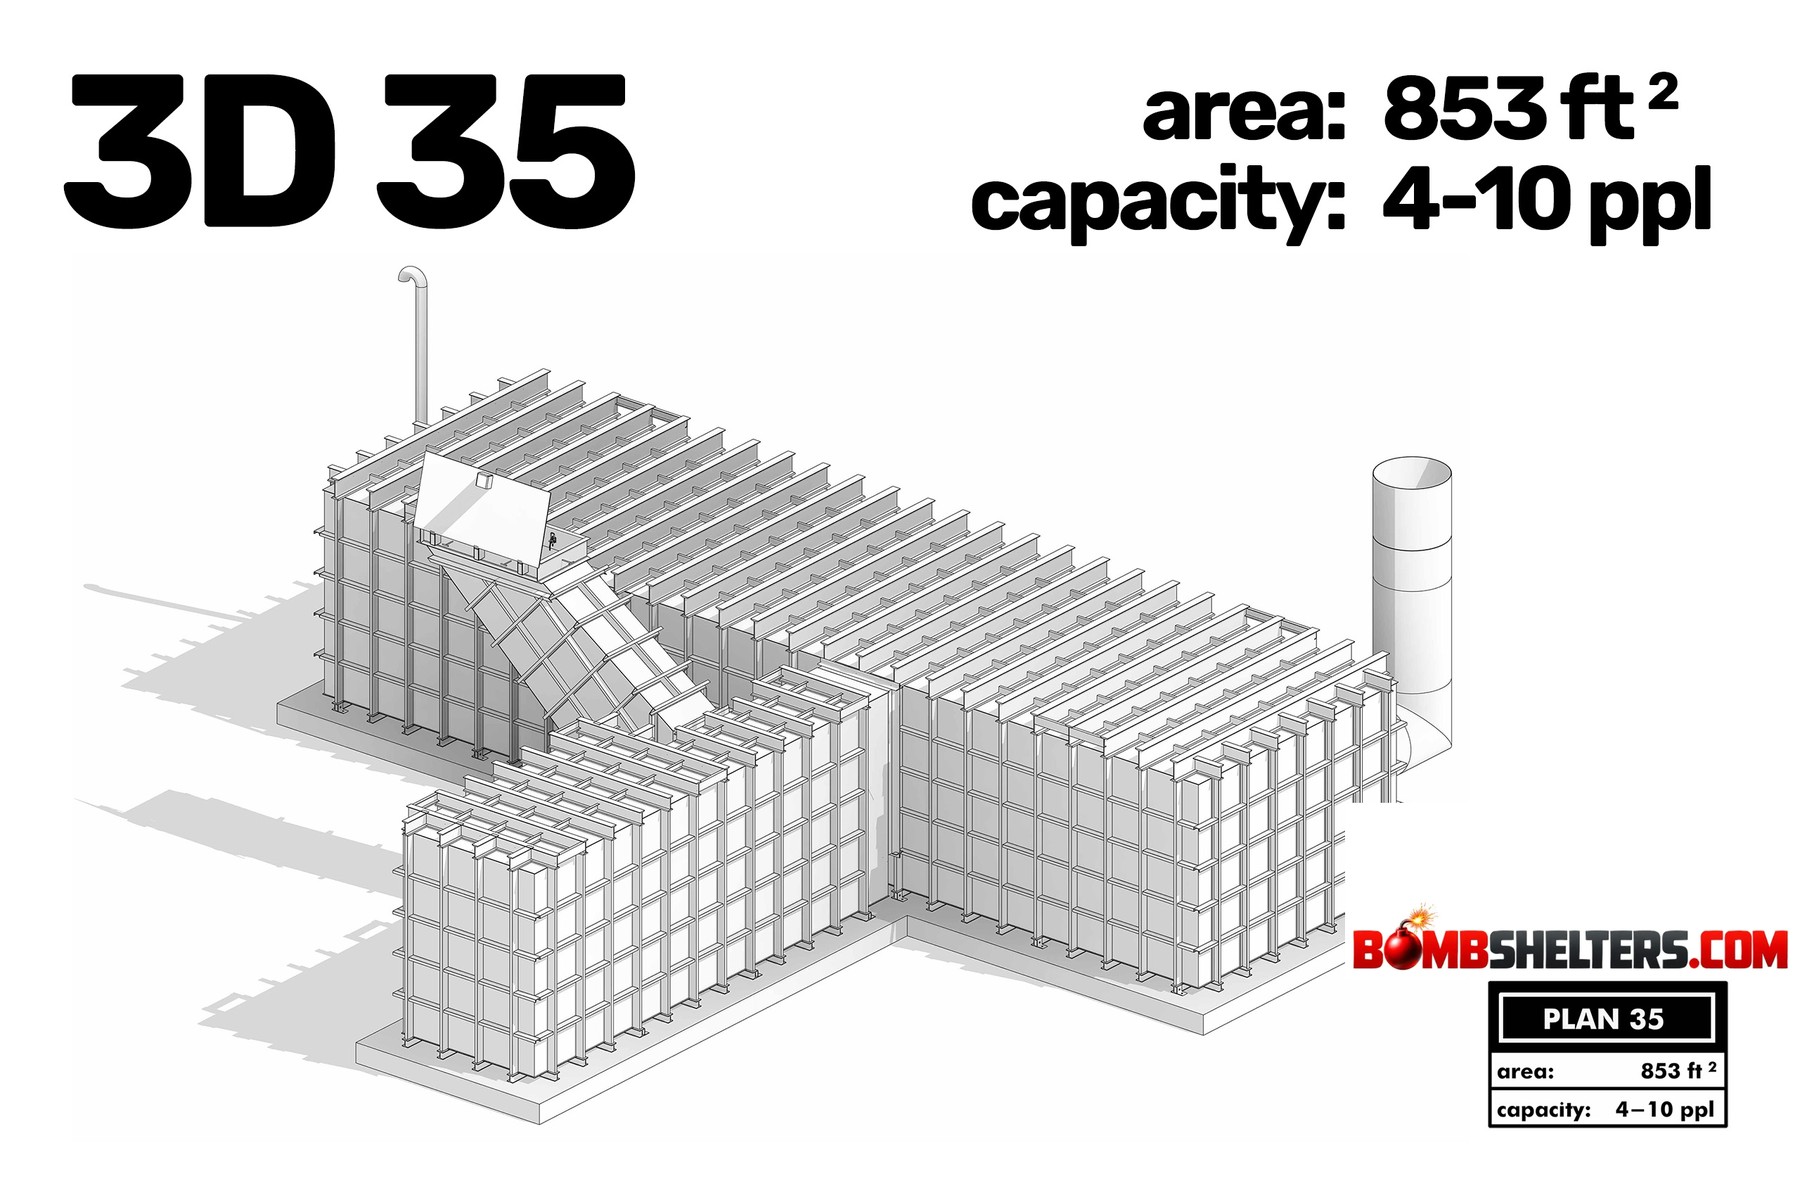 3D 35
area: 853 ft ²
capacity: 4-10 ppl
BOMBSHELTERS.COM
PLAN 35
area: 853 ft ²
capacity: 4–10 ppl